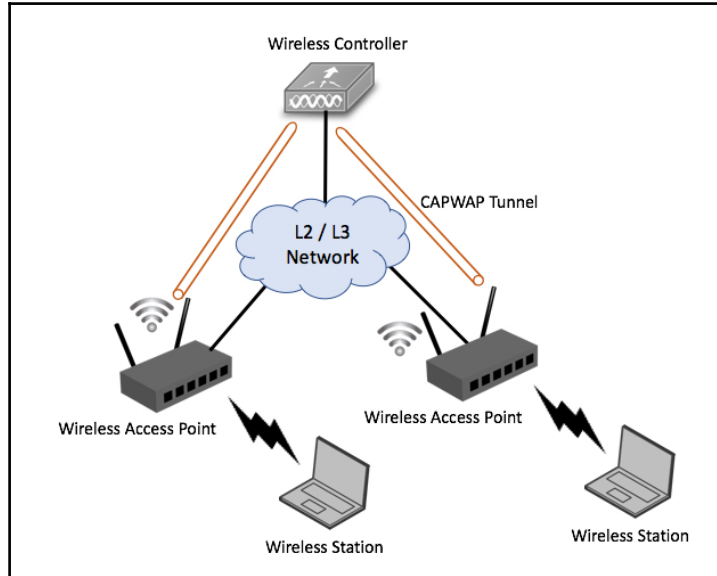 Wireless Controller
CAPWAP Tunnel
L2 / L3
Network
Wireless Access Point
Wireless Access Point
Wireless Station
Wireless Station